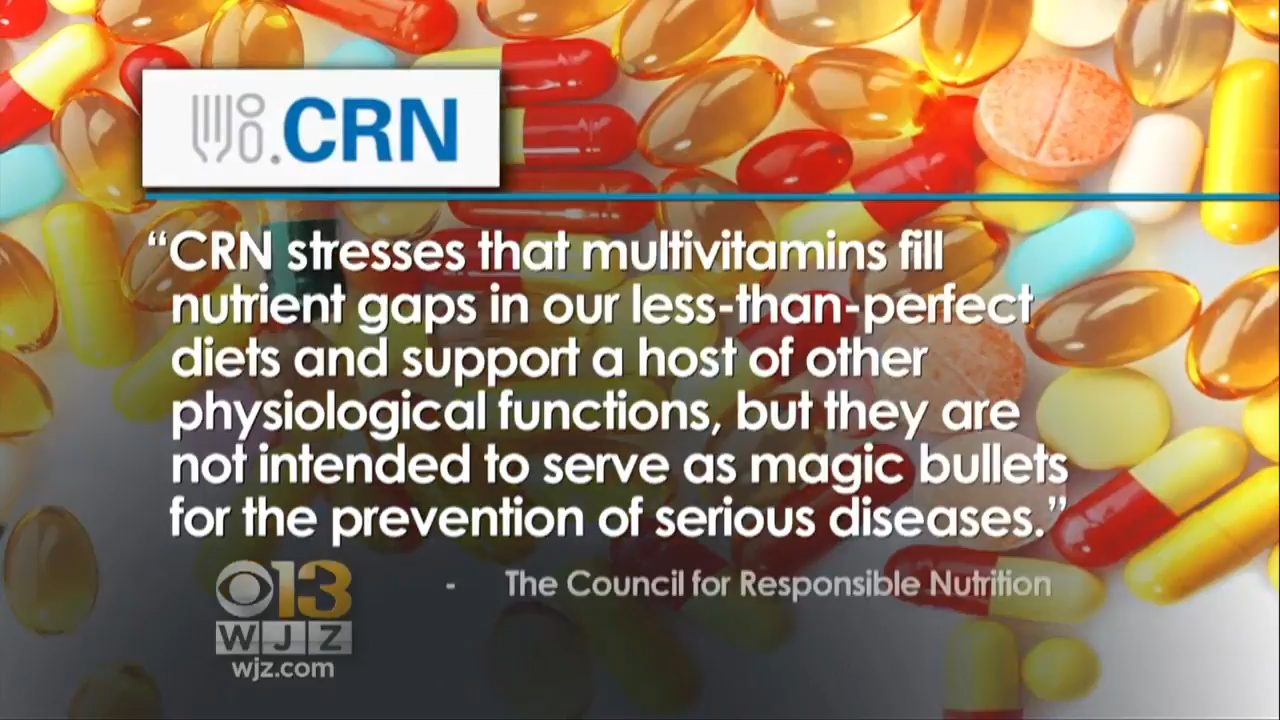 .CRN
“CRN stresses that multivitamins fill
nutrient gaps in our less-than-perfect
diets and support a host of other
physiological functions, but they are
not intended to serve as magic bullets
for the prevention of serious diseases.”
- The Council for Responsible Nutrition
13
WJZ
wjz.com